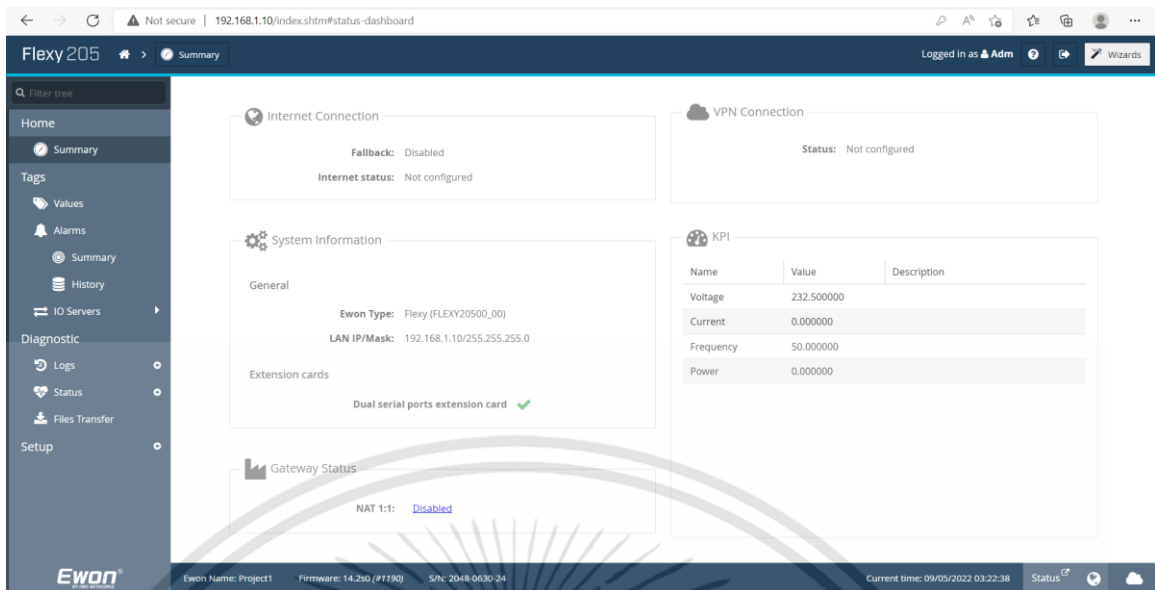 Not secure | 192.168.1.10/index.shtm#status-dashboard
Flexy 205 > Summary
Logged in as Adm
Wizards
Filter tree
Home
Summary
Tags
Values
Alarms
Summary
History
IO Servers
Diagnostic
Logs
Status
Files Transfer
Setup
Internet Connection
Fallback: Disabled
Internet status: Not configured
VPN Connection
Status: Not configured
System Information
General
Ewon Type: Flexy (FLEXY20500_00)
LAN IP/Mask: 192.168.1.10/255.255.255.0
Extension cards
Dual serial ports extension card
KPI
Name Value Description
Voltage 232.500000
Current 0.000000
Frequency 50.000000
Power 0.000000
Gateway Status
NAT 1:1: Disabled
Ewon®
BY HMS NETWORKS
Ewon Name: Project1 Firmware: 14.2s0 (#1190) S/N: 2048-0630-24
Current time: 09/05/2022 03:22:38 Status